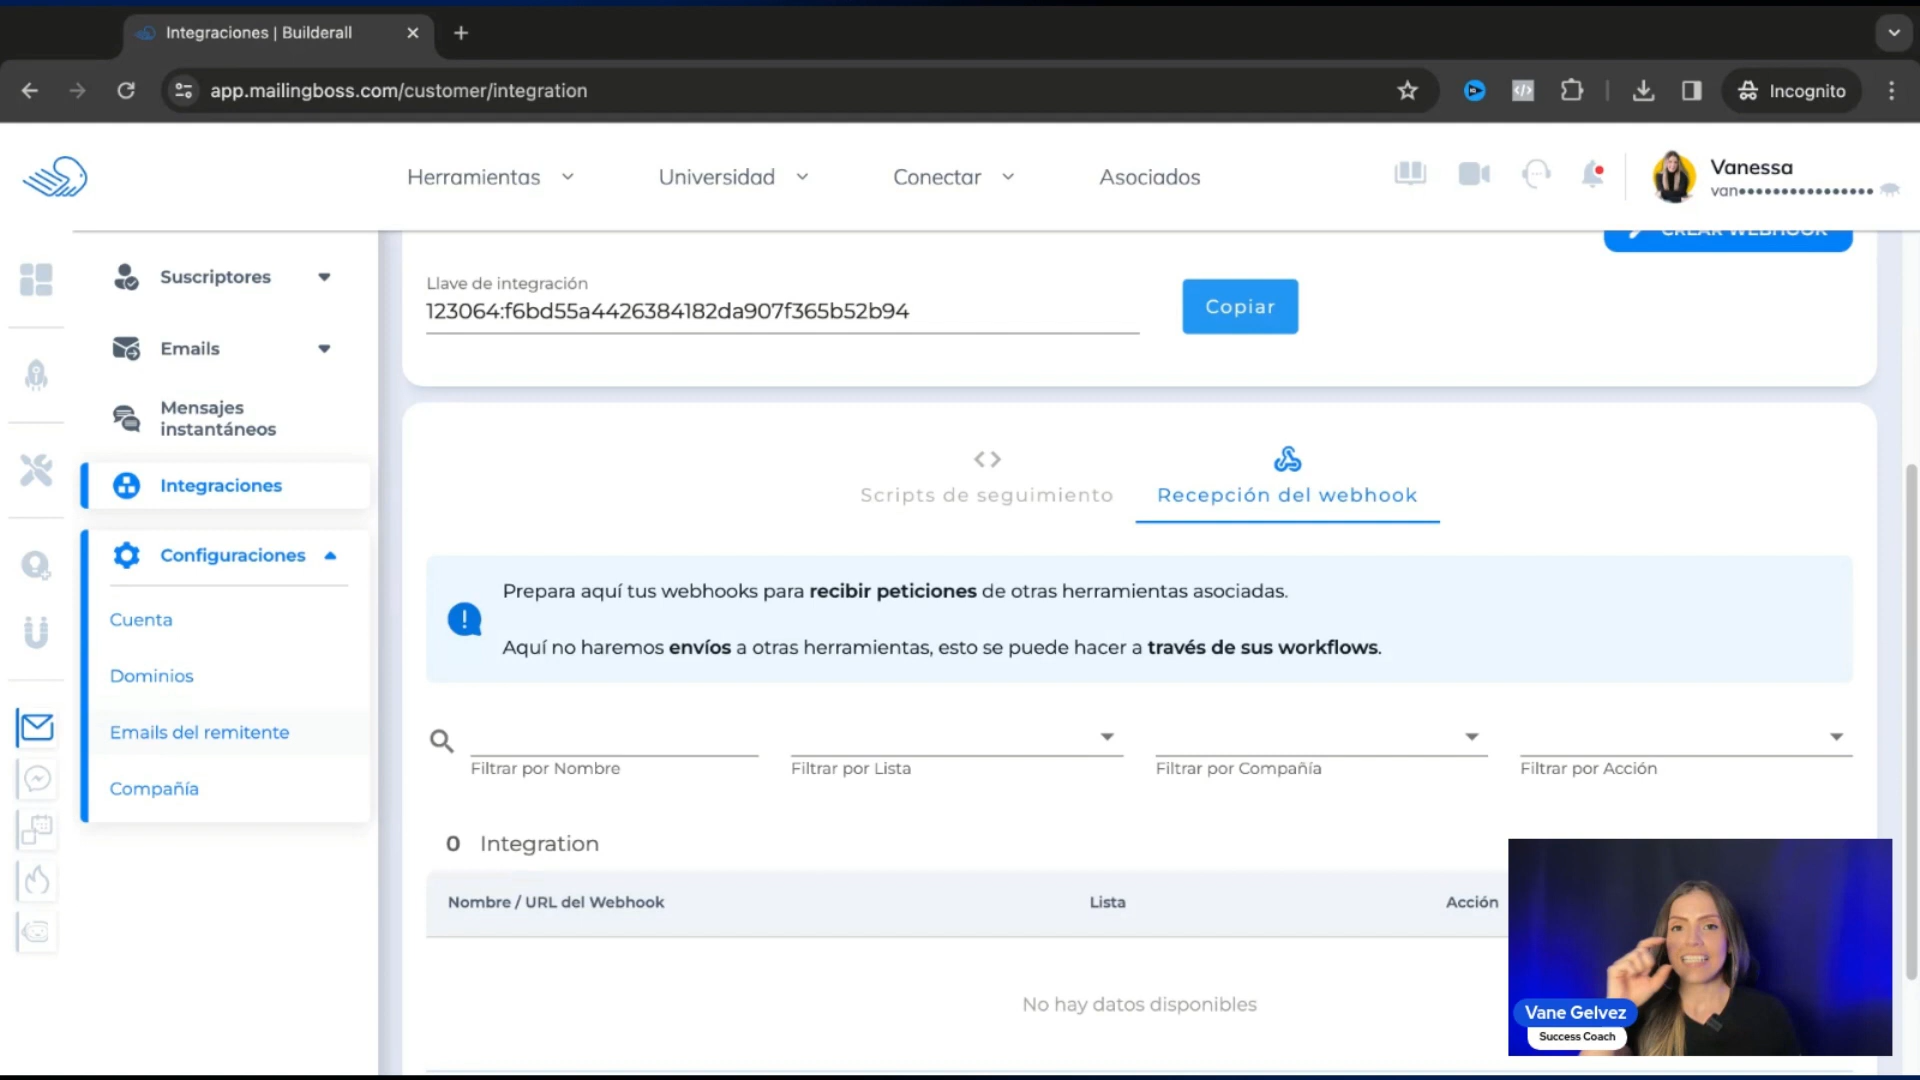 Integraciones | Builderall
app.mailingboss.com/customer/integration
Incognito
Herramientas
Universidad
Conectar
Asociados
Vanessa
van••••••••••••••••
Suscriptores
Emails
Mensajes
instantáneos
Integraciones
Configuraciones
Cuenta
Dominios
Emails del remitente
Compañía
CREAR WEBHOOK
Llave de integración
123064:f6bd55a4426384182da907f365b52b94
Copiar
Scripts de seguimiento
Recepción del webhook
Prepara aquí tus webhooks para recibir peticiones de otras herramientas asociadas.
Aquí no haremos envíos a otras herramientas, esto se puede hacer a través de sus workflows.
Filtrar por Nombre
Filtrar por Lista
Filtrar por Compañía
Filtrar por Acción
0 Integration
Nombre / URL del Webhook
Lista
Acción
No hay datos disponibles
Vane Gelvez
Success Coach